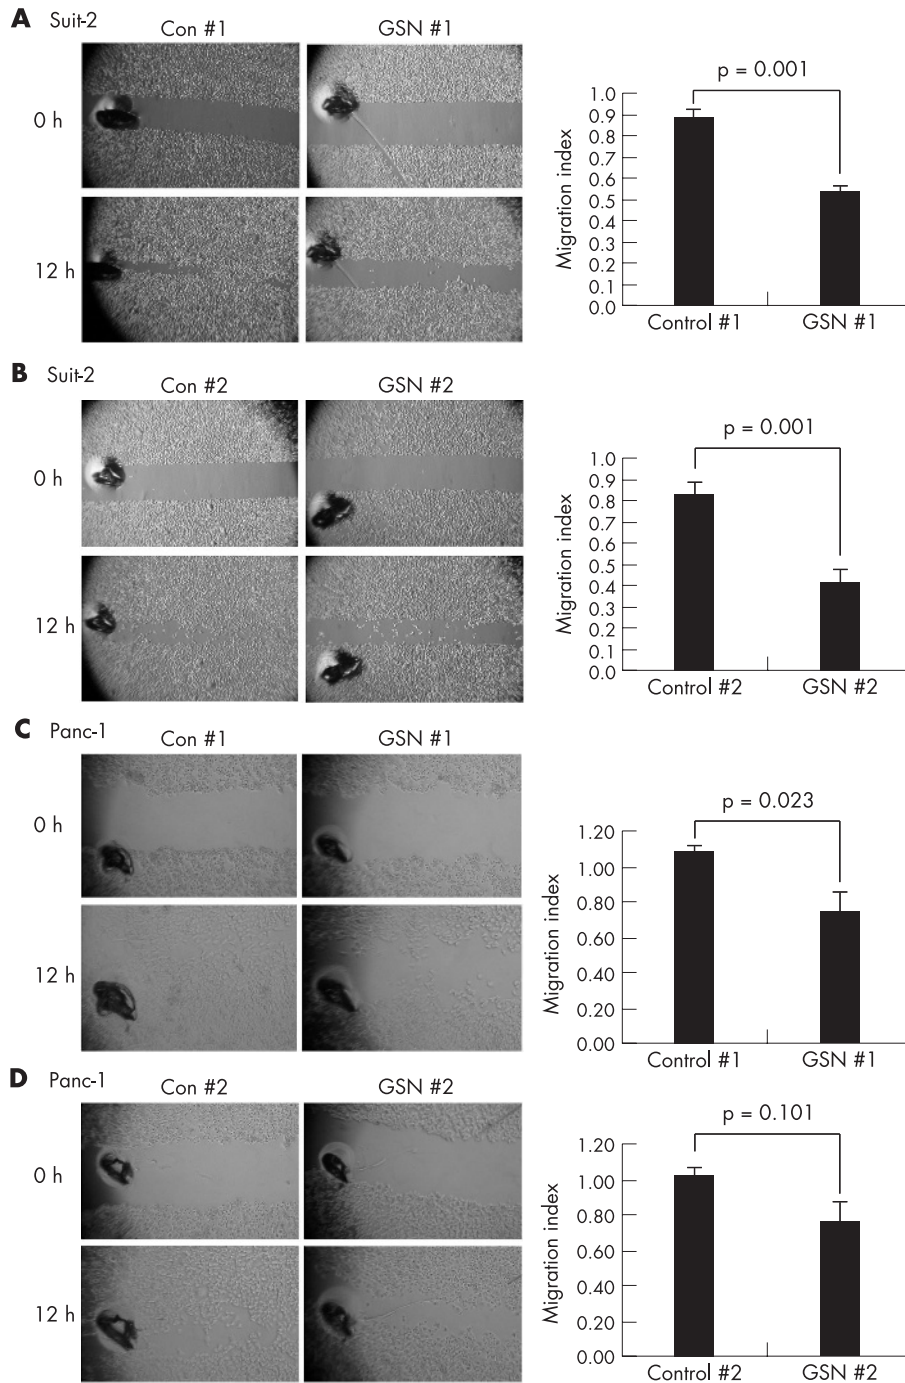 A Suit-2
Con #1 GSN #1
0 h
12 h
p = 0.001
Migration index
1.0
0.9
0.8
0.7
0.6
0.5
0.4
0.3
0.2
0.1
0.0
Control #1 GSN #1
B Suit-2
Con #2 GSN #2
0 h
12 h
p = 0.001
Migration index
1.0
0.9
0.8
0.7
0.6
0.5
0.4
0.3
0.2
0.1
0.0
Control #2 GSN #2
C Panc-1
Con #1 GSN #1
0 h
12 h
p = 0.023
Migration index
1.20
1.00
0.80
0.60
0.40
0.20
0.00
Control #1 GSN #1
D Panc-1
Con #2 GSN #2
0 h
12 h
p = 0.101
Migration index
1.20
1.00
0.80
0.60
0.40
0.20
0.00
Control #2 GSN #2